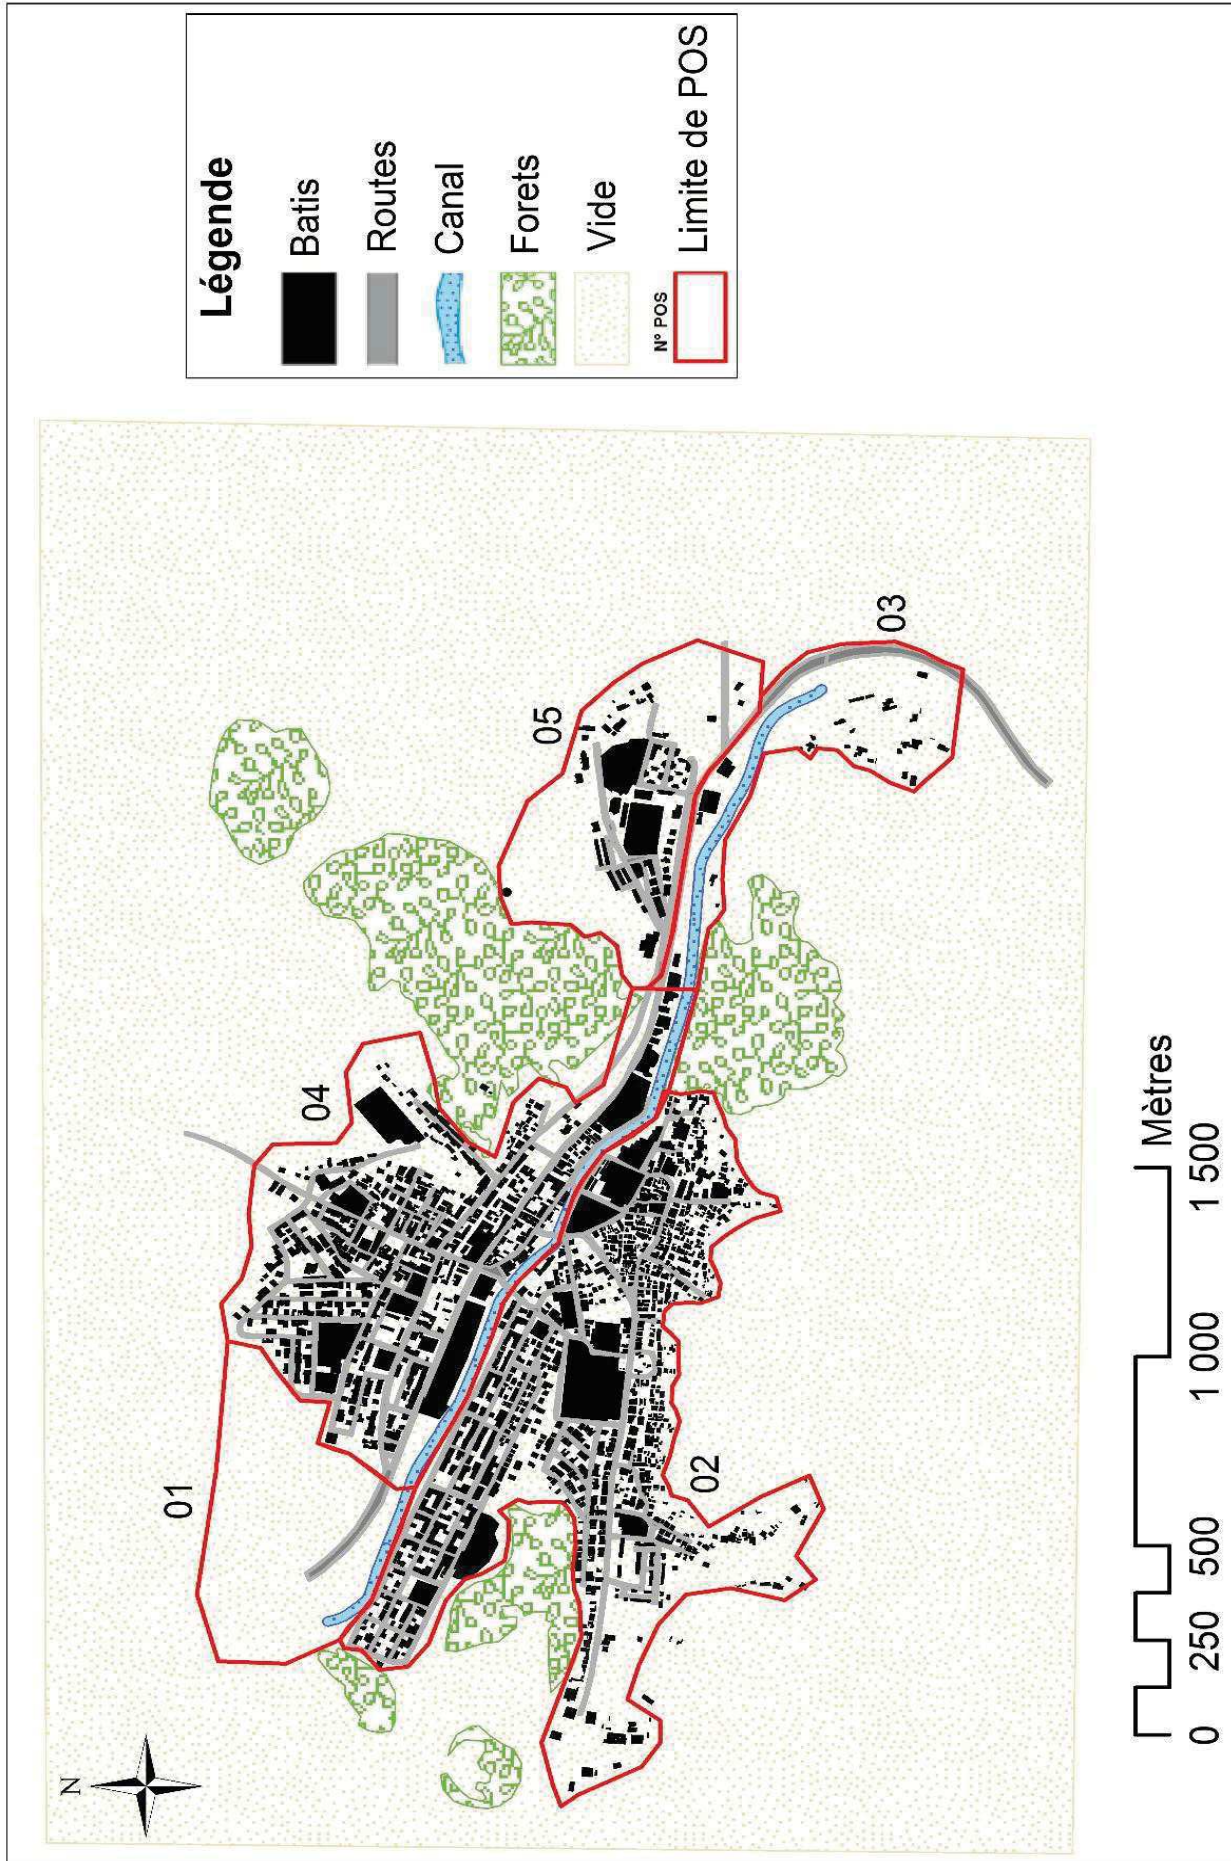 Légende
Batis
Routes
Canal
Forets
Vide
N° POS
Limite de POS
N
01
04
05
03
02
Mètres
0 250 500 1 000 1 500